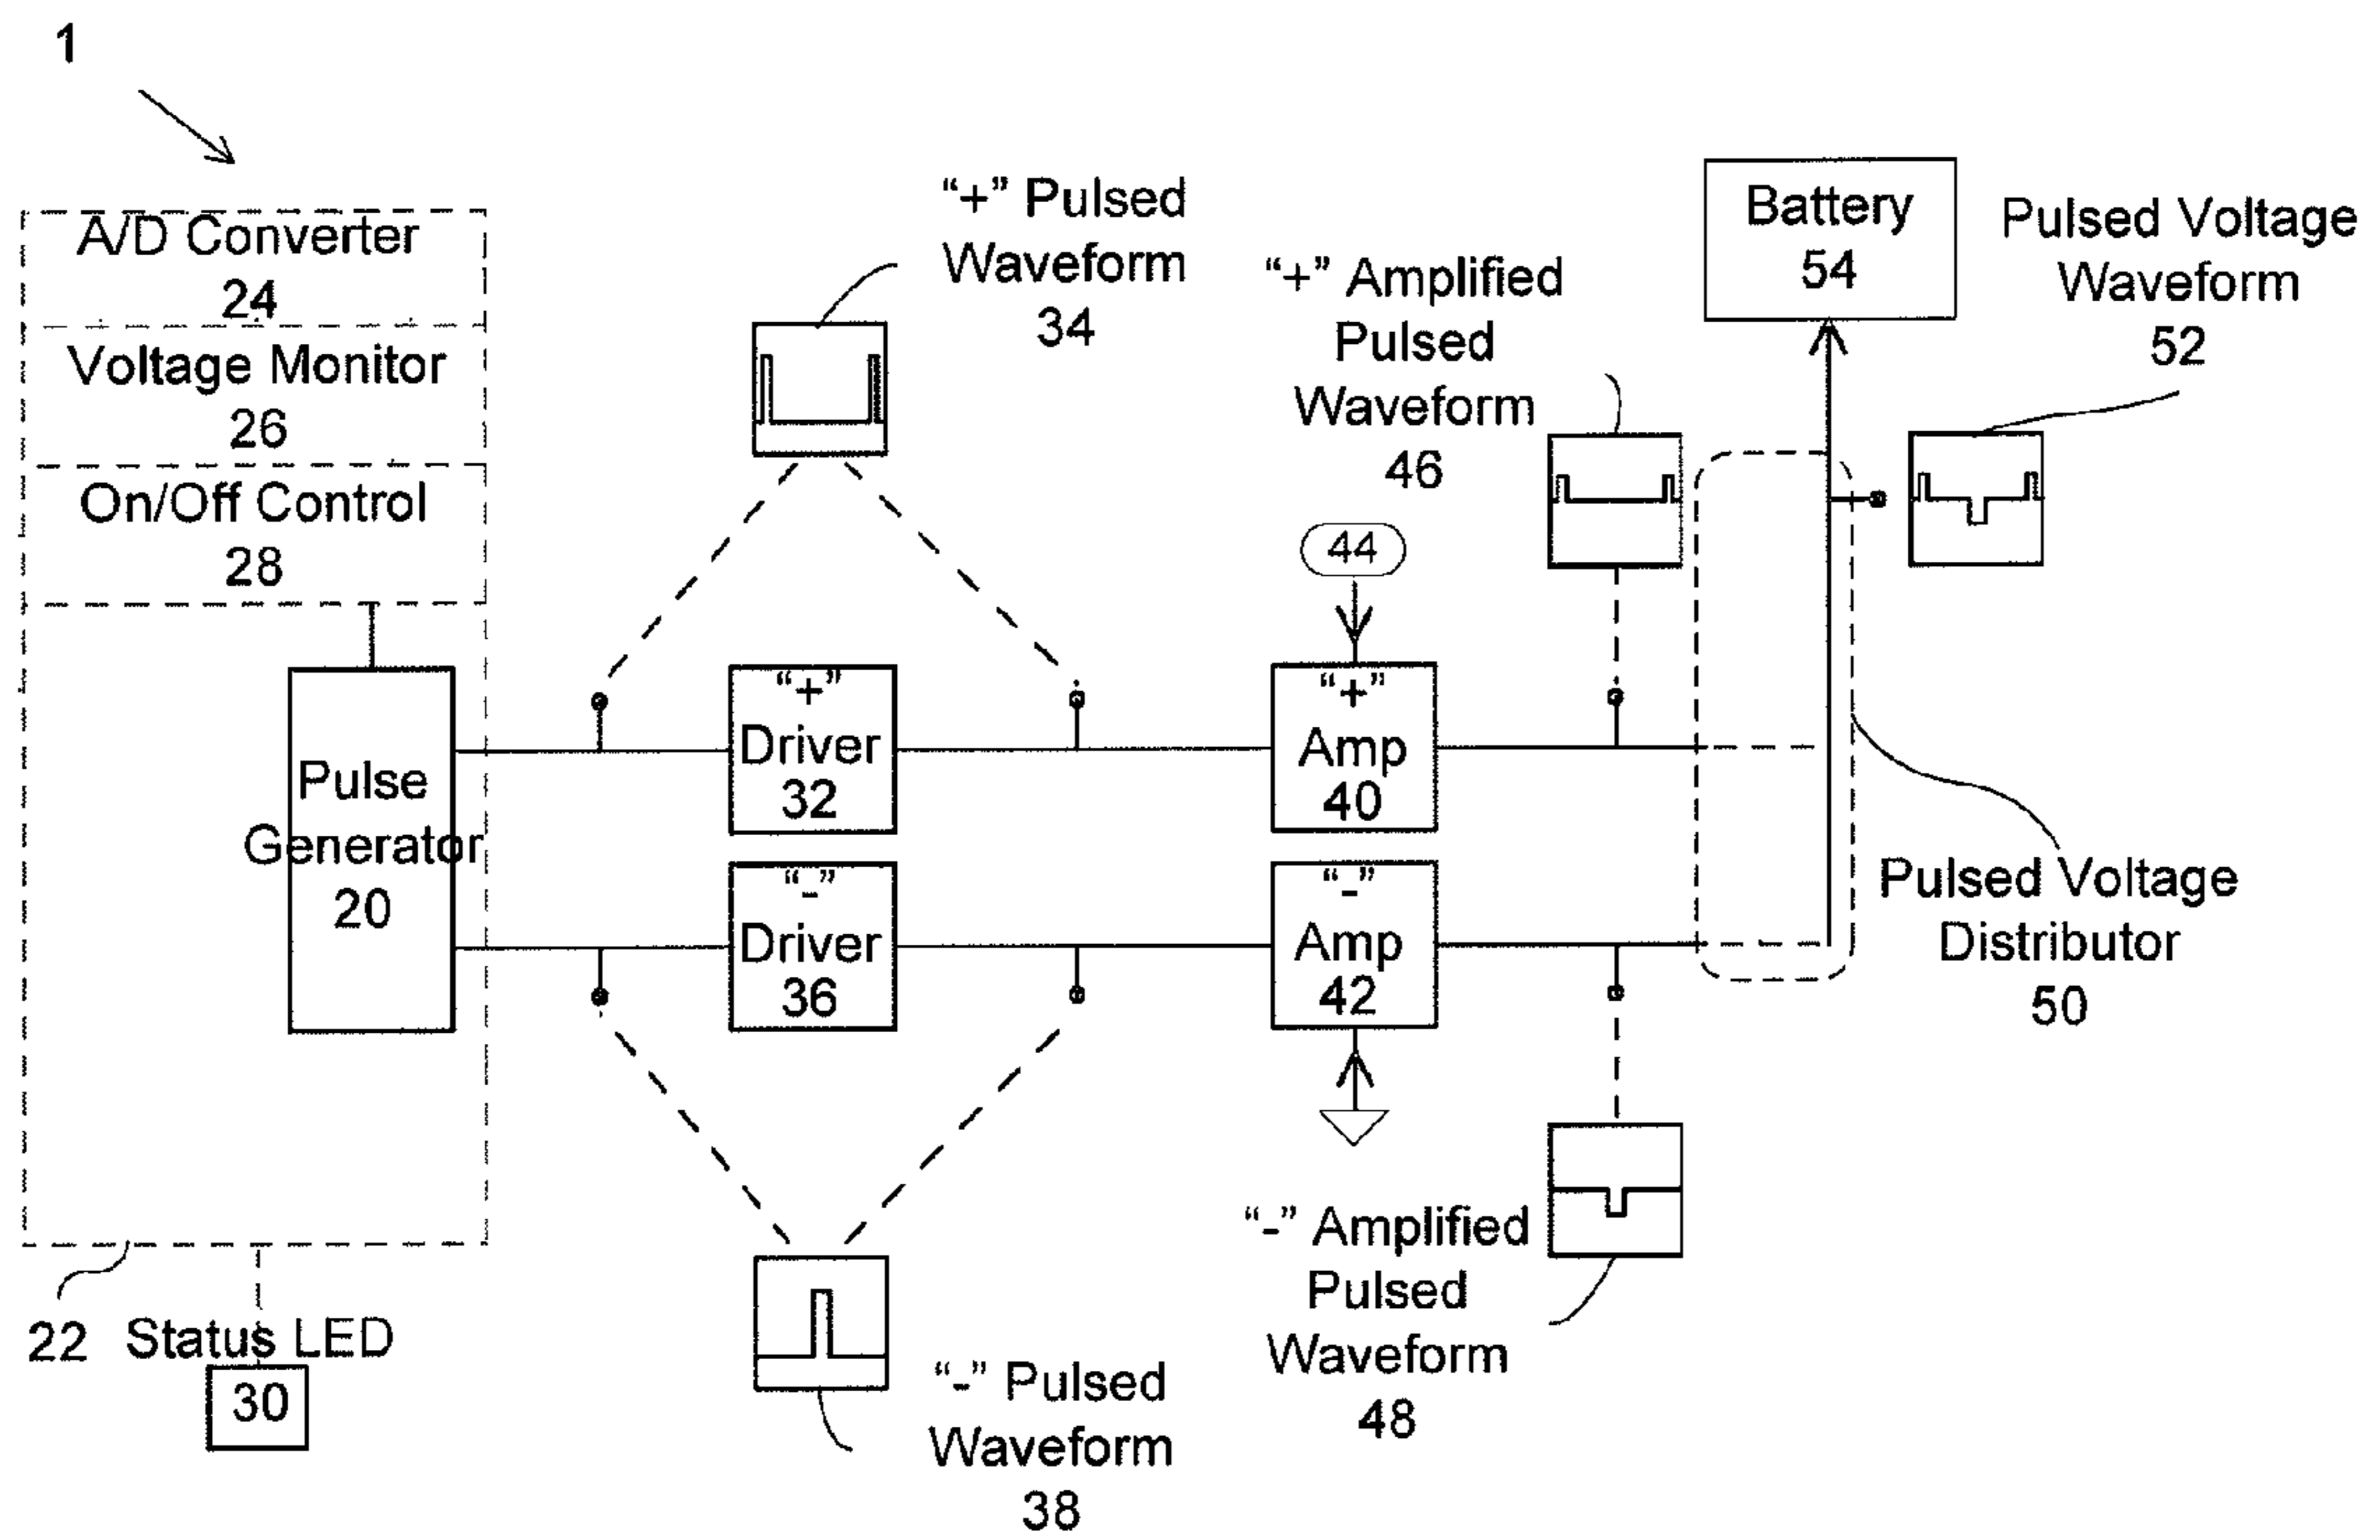 1
A/D Converter
24
Voltage Monitor
26
On/Off Control
28
Pulse
Generator
20
22
Status LED
30
“+” Pulsed
Waveform
34
“+”
Driver
32
“-”
Driver
36
“-” Pulsed
Waveform
38
“+” Amplified
Pulsed
Waveform
46
44
“+”
Amp
40
“-”
Amp
42
“-” Amplified
Pulsed
Waveform
48
Battery
54
Pulsed Voltage
Waveform
52
Pulsed Voltage
Distributor
50